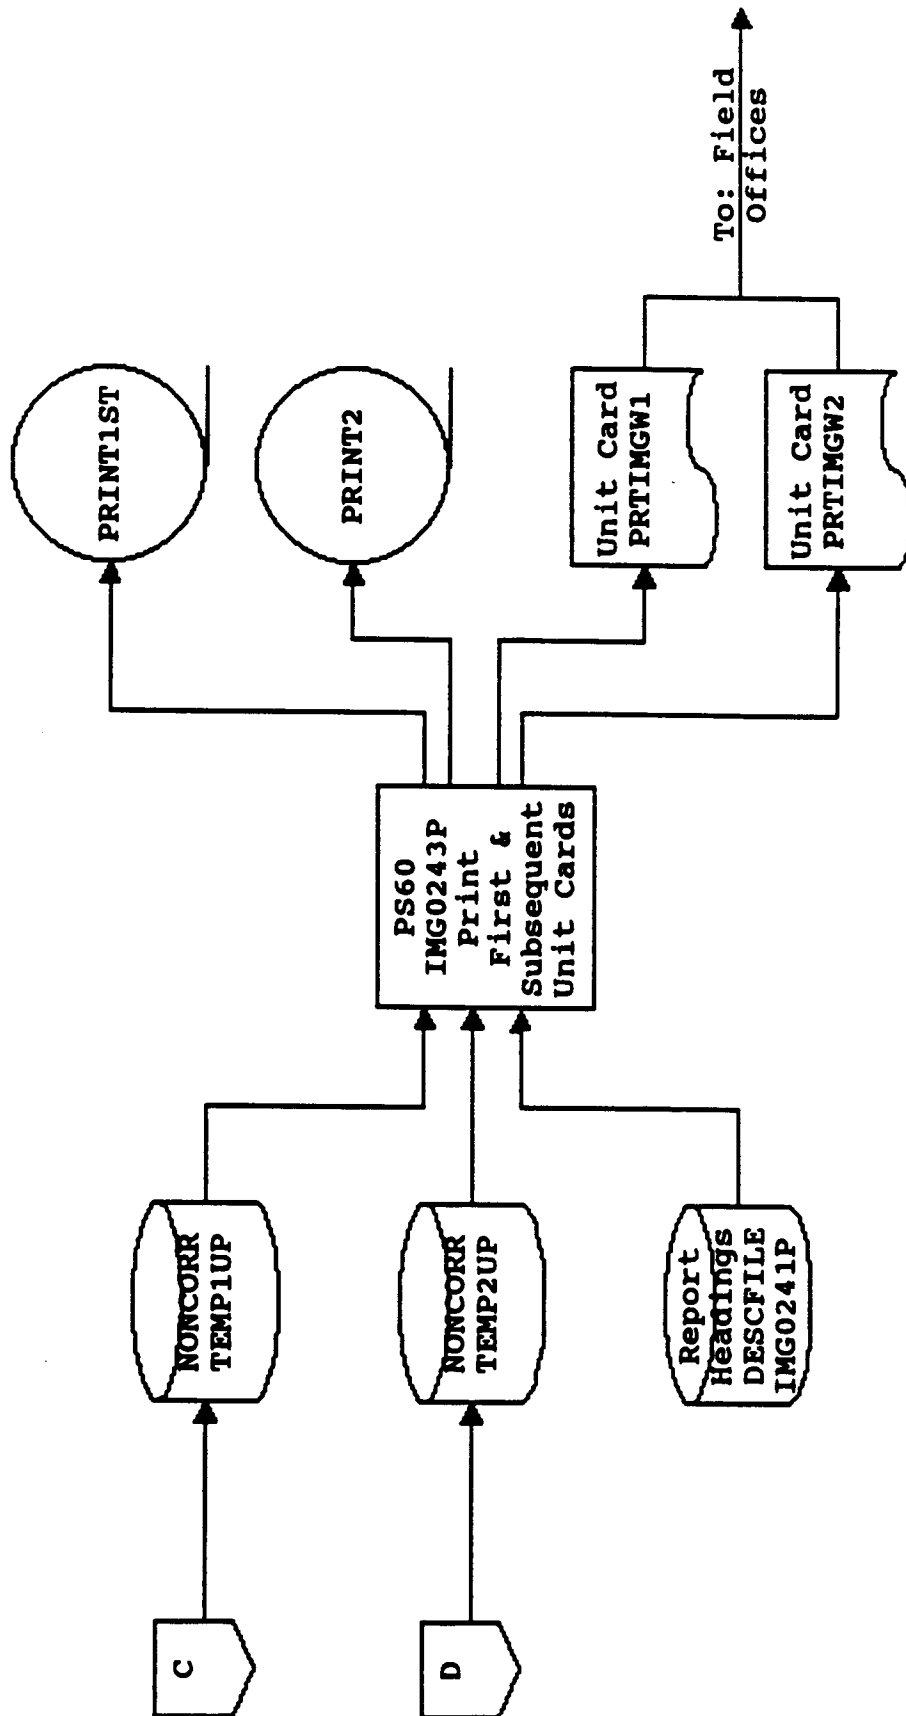 C
NONCORR
TEMP1UP
D
NONCORR
TEMP2UP
Report
Headings
DESCFILE
IMG0241P
PS60
IMG0243P
Print
First &
Subsequent
Unit Cards
PRINT1ST
PRINT2
Unit Card
PRTIMGW1
Unit Card
PRTIMGW2
To: Field
Offices